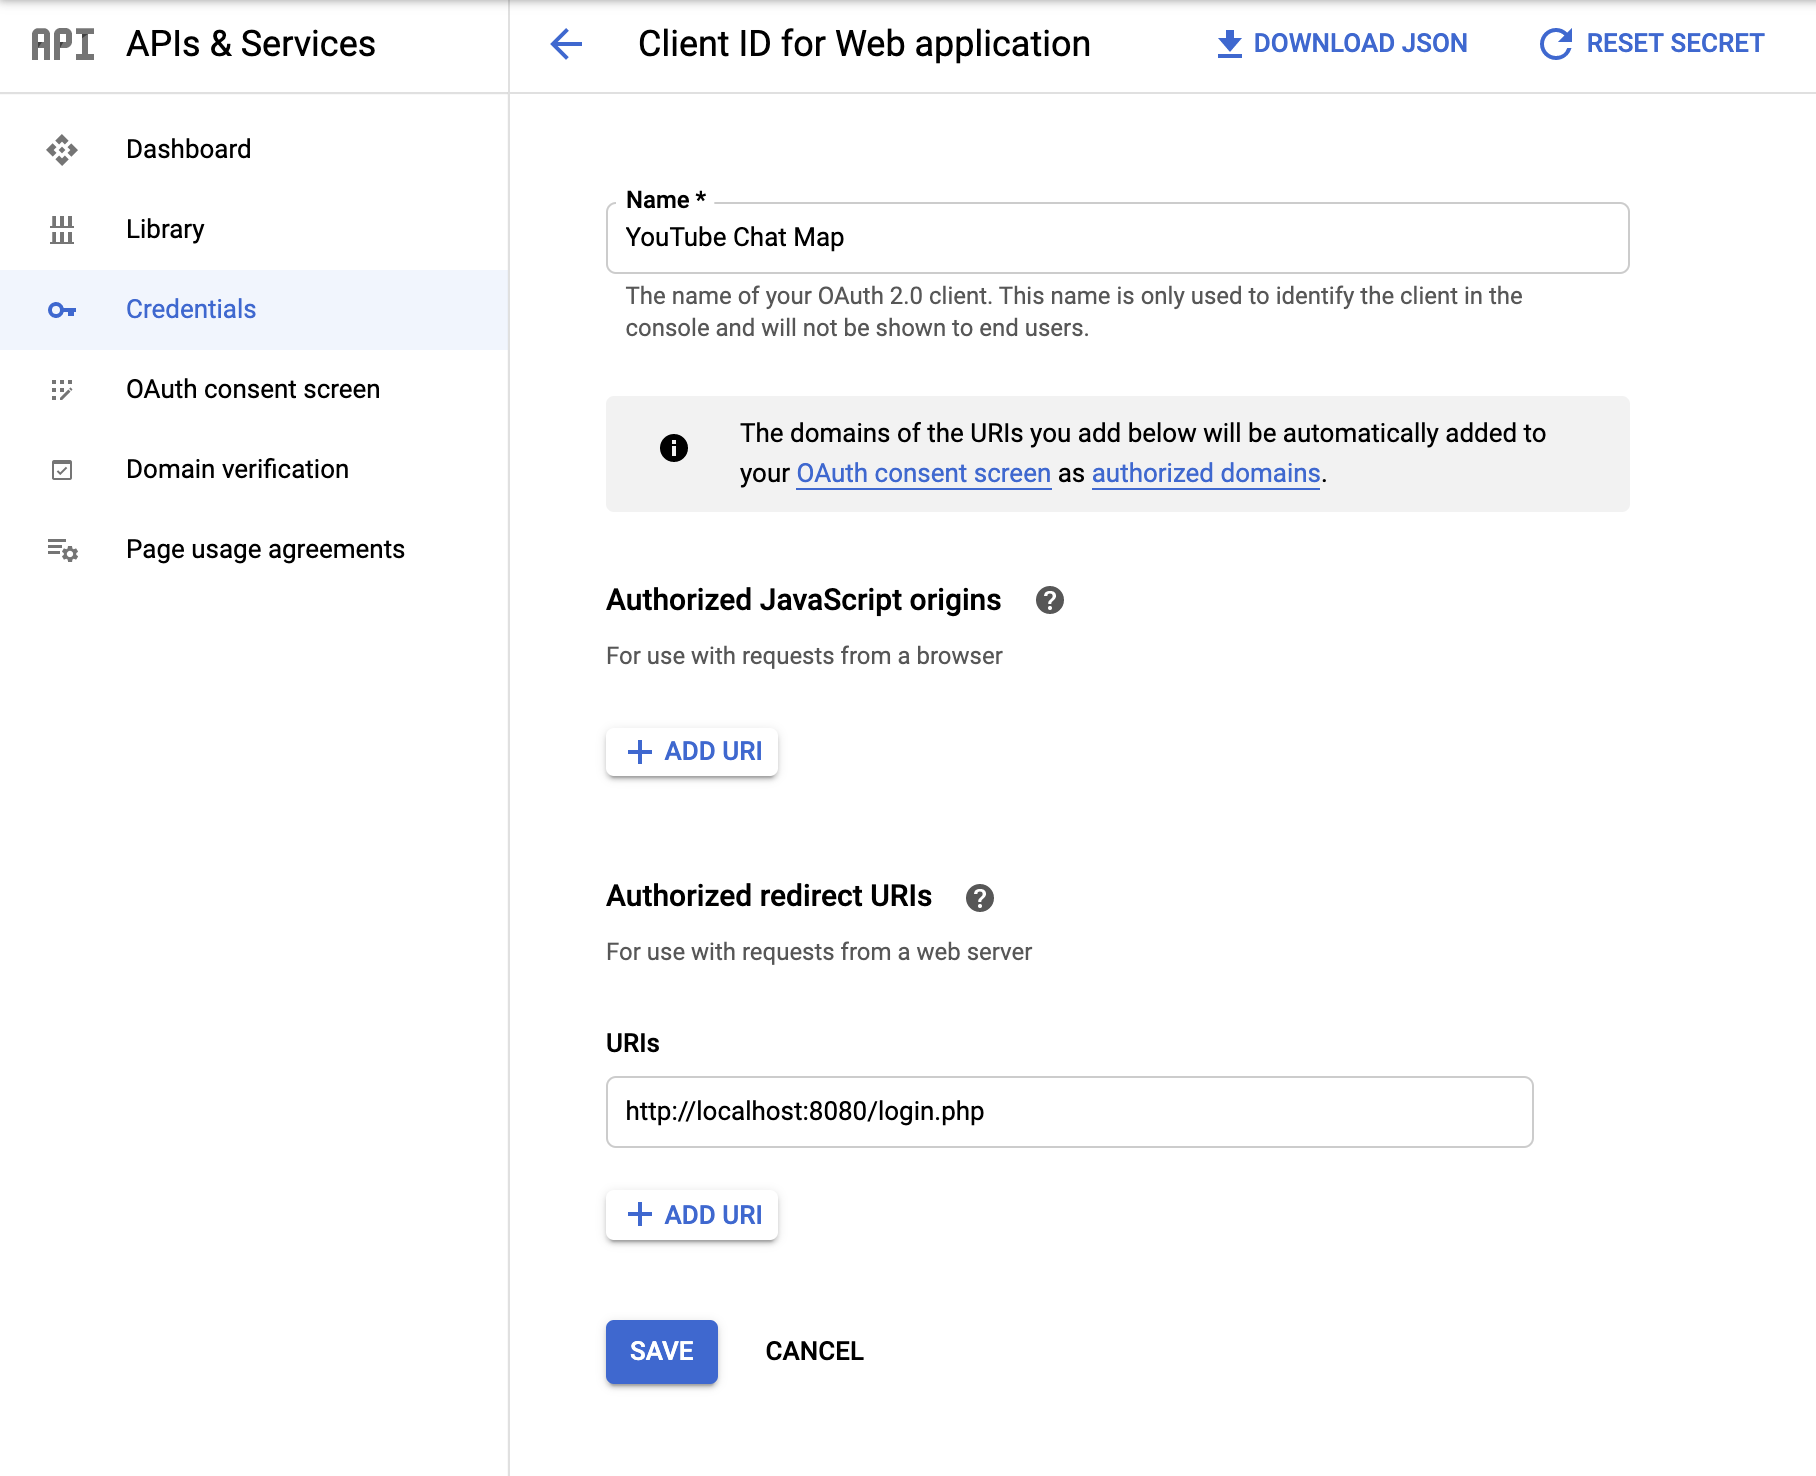 API APIs & Services
Client ID for Web application
DOWNLOAD JSON
RESET SECRET
Dashboard
Library
Credentials
OAuth consent screen
Domain verification
Page usage agreements
Name *
YouTube Chat Map
The name of your OAuth 2.0 client. This name is only used to identify the client in the
console and will not be shown to end users.
The domains of the URIs you add below will be automatically added to
your OAuth consent screen as authorized domains.
Authorized JavaScript origins
For use with requests from a browser
ADD URI
Authorized redirect URIs
For use with requests from a web server
URIs
http://localhost:8080/login.php
ADD URI
SAVE
CANCEL